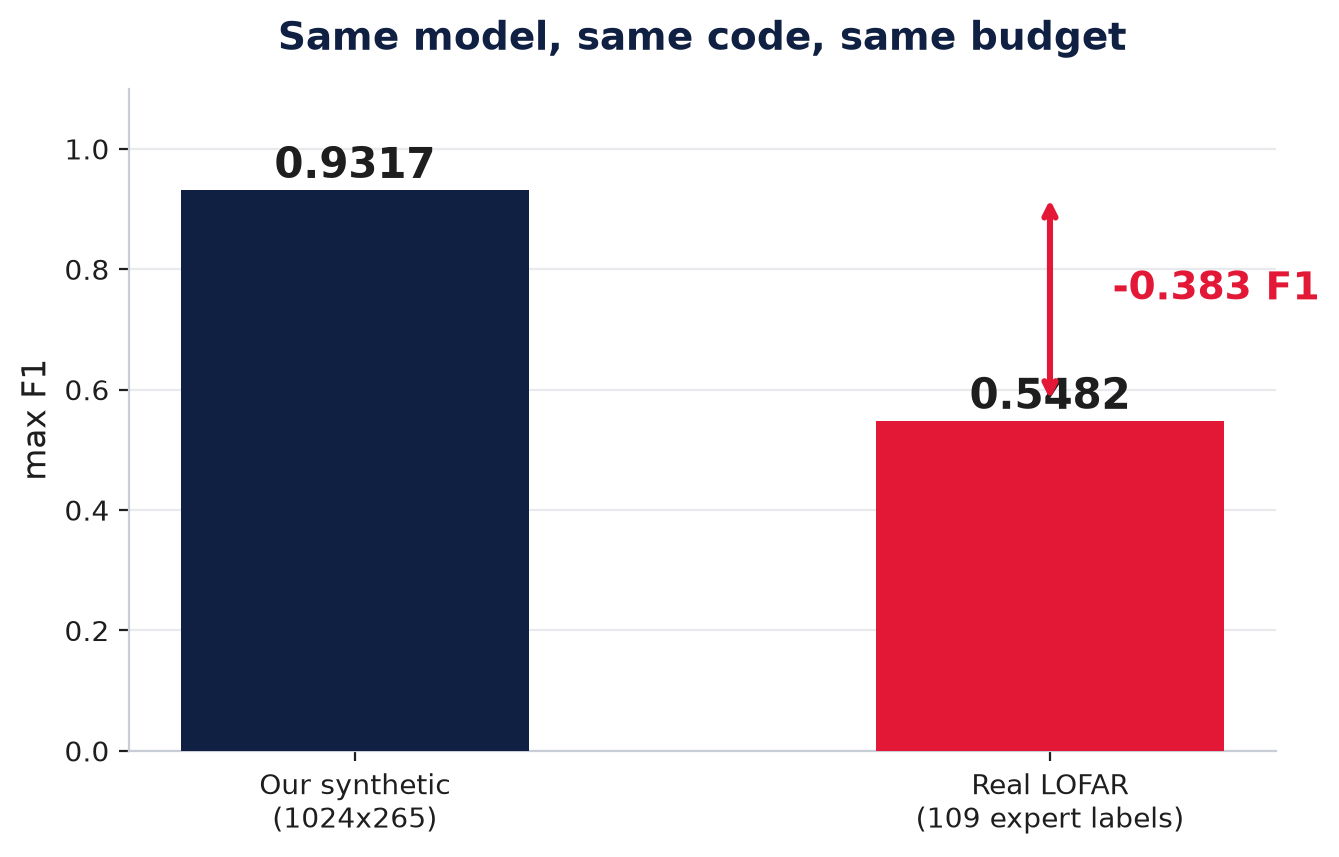 Same model, same code, same budget
max F1
1.0
0.8
0.6
0.4
0.2
0.0
0.9317
-0.383 F1
0.5482
Our synthetic
(1024x265)
Real LOFAR
(109 expert labels)